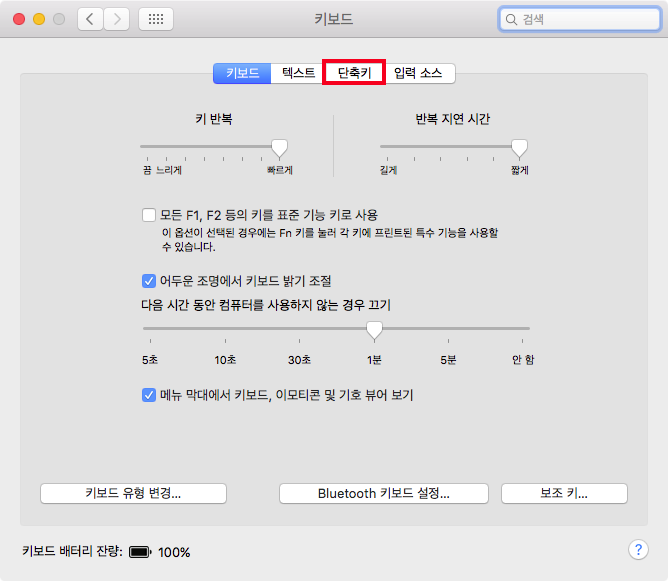 키보드
검색
키보드 텍스트 단축키 입력 소스
키 반복 반복 지연 시간
끔 느리게 빠르게 길게 짧게
모든 F1, F2 등의 키를 표준 기능 키로 사용
이 옵션이 선택된 경우에는 Fn 키를 눌러 각 키에 프린트된 특수 기능을 사용할
수 있습니다.
어두운 조명에서 키보드 밝기 조절
다음 시간 동안 컴퓨터를 사용하지 않는 경우 끄기
5초 10초 30초 1분 5분 안 함
메뉴 막대에서 키보드, 이모티콘 및 기호 뷰어 보기
키보드 유형 변경... Bluetooth 키보드 설정... 보조 키...
키보드 배터리 잔량: 100%
?